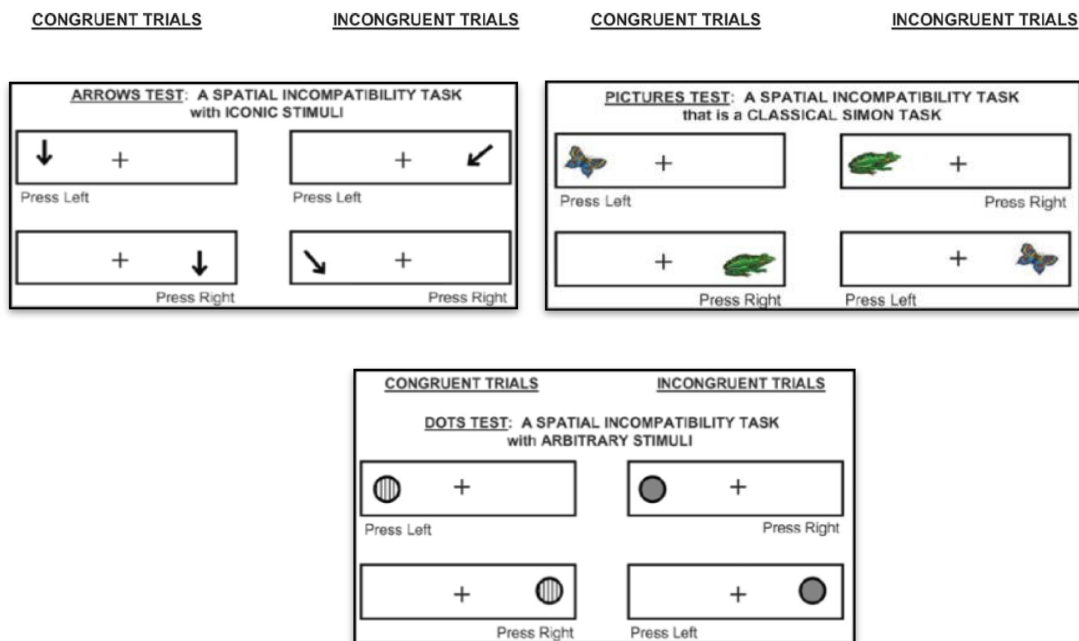 CONGRUENT TRIALS
INCONGRUENT TRIALS
CONGRUENT TRIALS
INCONGRUENT TRIALS
ARROWS TEST: A SPATIAL INCOMPATIBILITY TASK
with ICONIC STIMULI
Press Left
Press Left
Press Right
Press Right
PICTURES TEST: A SPATIAL INCOMPATIBILITY TASK
that is a CLASSICAL SIMON TASK
Press Left
Press Right
Press Right
Press Left
CONGRUENT TRIALS
INCONGRUENT TRIALS
DOTS TEST: A SPATIAL INCOMPATIBILITY TASK
with ARBITRARY STIMULI
Press Left
Press Right
Press Right
Press Left